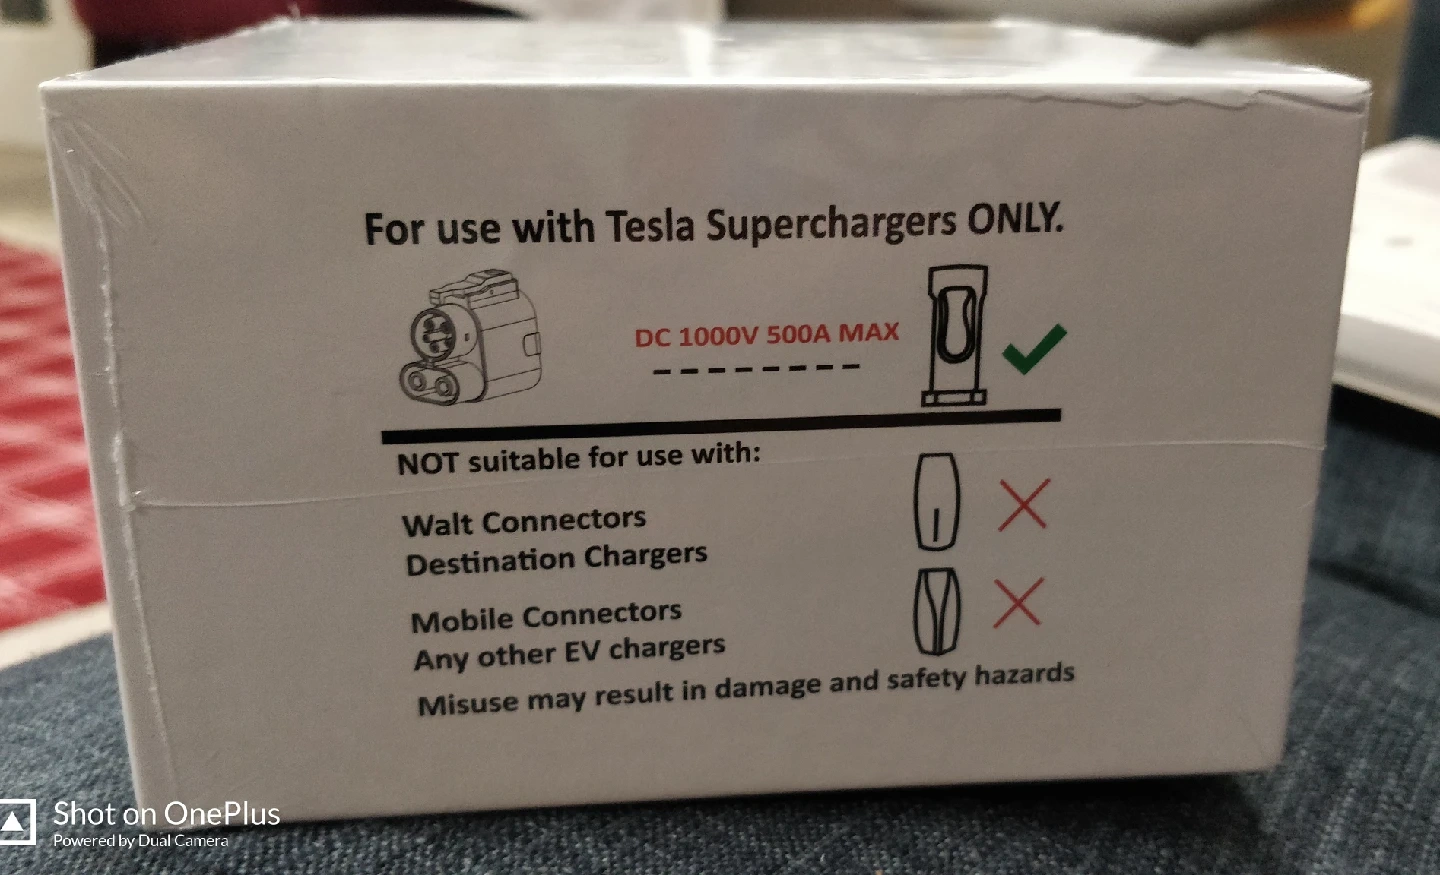 For use with Tesla Superchargers ONLY.
DC 1000V 500A MAX
NOT suitable for use with:
Walt Connectors
Destination Chargers
Mobile Connectors
Any other EV chargers
Misuse may result in damage and safety hazards
Shot on OnePlus
Powered by Dual Camera